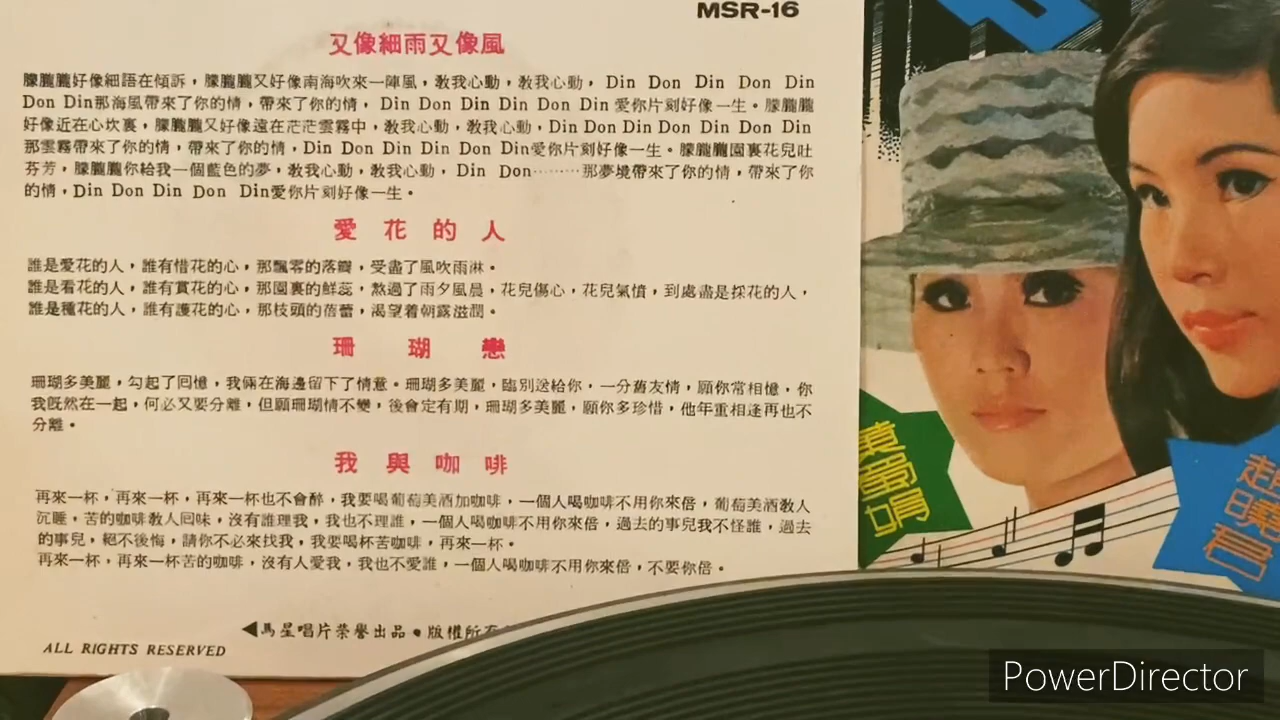 MSR-16
又像細雨又像風
朦朧朧好像細語在傾訴，朦朧朧又好像南海吹來一陣風，教我心動，教我心動， Din Don Din Don Din
Don Din那海風帶來了你的情，帶來了你的情， Din Don Din Din Don Din 愛你片刻好像一生。朦朧朧
好像近在心坎裏，朦朧朧又好像遠在茫茫雲霧中，教我心動，教我心動，Din Don Din Don Din Don Din
那雲霧帶來了你的情，帶來了你的情，Din Don Din Din Don Din愛你片刻好像一生。朦朧朧園裏花兒吐
芬芳，朦朧朧你給我一個藍色的夢，教我心動，教我心動， Din Don………那夢境帶來了你的情，帶來了你
的情，Din Don Din Don Din愛你片刻好像一生。
愛花的人
誰是愛花的人，誰有惜花的心，那飄零的落瓣，受盡了風吹雨淋。
誰是看花的人，誰有賞花的心，那園裏的鮮蕊，熬過了雨夕風晨，花兒傷心，花兒氣憤，到處盡是採花的人，
誰是種花的人，誰有護花的心，那枝頭的蓓蕾，渴望着朝露滋潤。
珊瑚戀
珊瑚多美麗，勾起了回憶，我倆在海邊留下了情意。珊瑚多美麗，臨別送給你，一分舊友情，願你常相憶，你
我旣然在一起，何必又要分離，但願珊瑚情不變，後會定有期，珊瑚多美麗，願你多珍惜，他年重相逢再也不
分離。
我與咖啡
再來一杯，再來一杯，再來一杯也不會醉，我要喝葡萄美酒加咖啡，一個人喝咖啡不用你來倍，葡萄美酒教人
沉睡，苦的咖啡教人回味，沒有誰理我，我也不理誰，一個人喝咖啡不用你來倍，過去的事兒我不怪誰，過去
的事兒，絕不後悔，請你不必來找我，我要喝杯苦咖啡，再來一杯。
再來一杯，再來一杯苦的咖啡，沒有人愛我，我也不愛誰，一個人喝咖啡不用你來倍，不要你倍。
◀馬星唱片榮譽出品•版權所
ALL RIGHTS RESERVED
趙曉君
PowerDirector